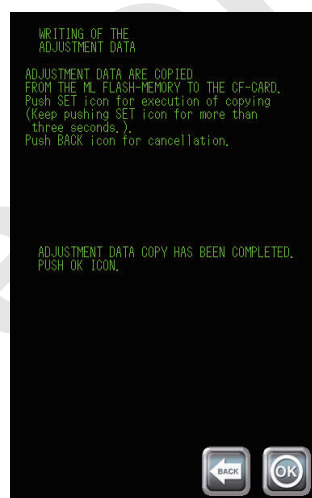 WRITING OF THE
ADJUSTMENT DATA
ADJUSTMENT DATA ARE COPIED
FROM THE ML FLASH-MEMORY TO THE CF-CARD.
Push SET icon for execution of copying
(Keep pushing SET icon for more than
three seconds.).
Push BACK icon for cancellation.
ADJUSTMENT DATA COPY HAS BEEN COMPLETED.
PUSH OK ICON.
BACK
OK